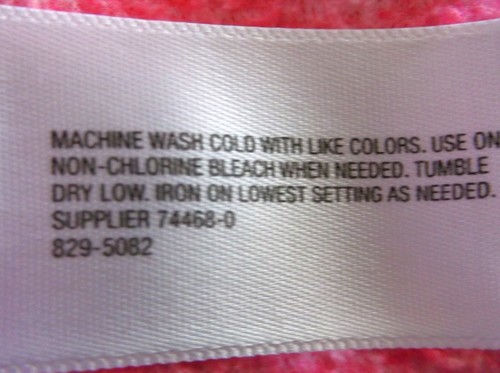 MACHINE WASH COLD WITH LIKE COLORS. USE ON
NON-CHLORINE BLEACH WHEN NEEDED. TUMBLE
DRY LOW. IRON ON LOWEST SETTING AS NEEDED.
SUPPLIER 74468-0
829-5082